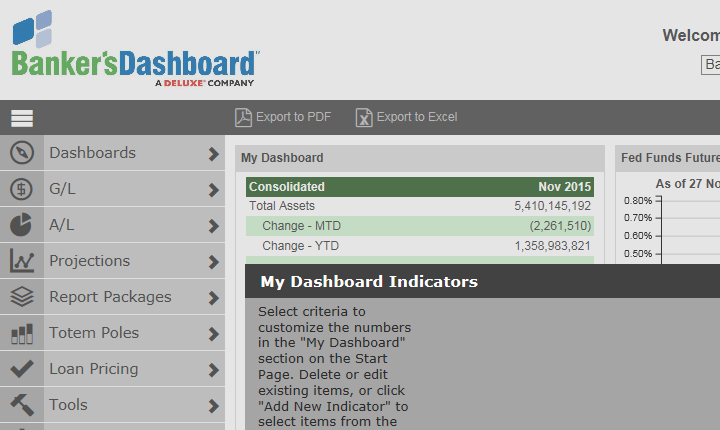 Banker'sDashboard™
A DELUXE® COMPANY
Welcom
Ba
Export to PDF
Export to Excel
Dashboards
G/L
A/L
Projections
Report Packages
Totem Poles
Loan Pricing
Tools
My Dashboard
Consolidated Nov 2015
Total Assets 5,410,145,192
Change - MTD (2,261,510)
Change - YTD 1,358,983,821
Fed Funds Future
As of 27 No
0.80%
0.70%
0.60%
0.50%
My Dashboard Indicators
Select criteria to
customize the numbers
in the "My Dashboard"
section on the Start
Page. Delete or edit
existing items, or click
"Add New Indicator" to
select items from the